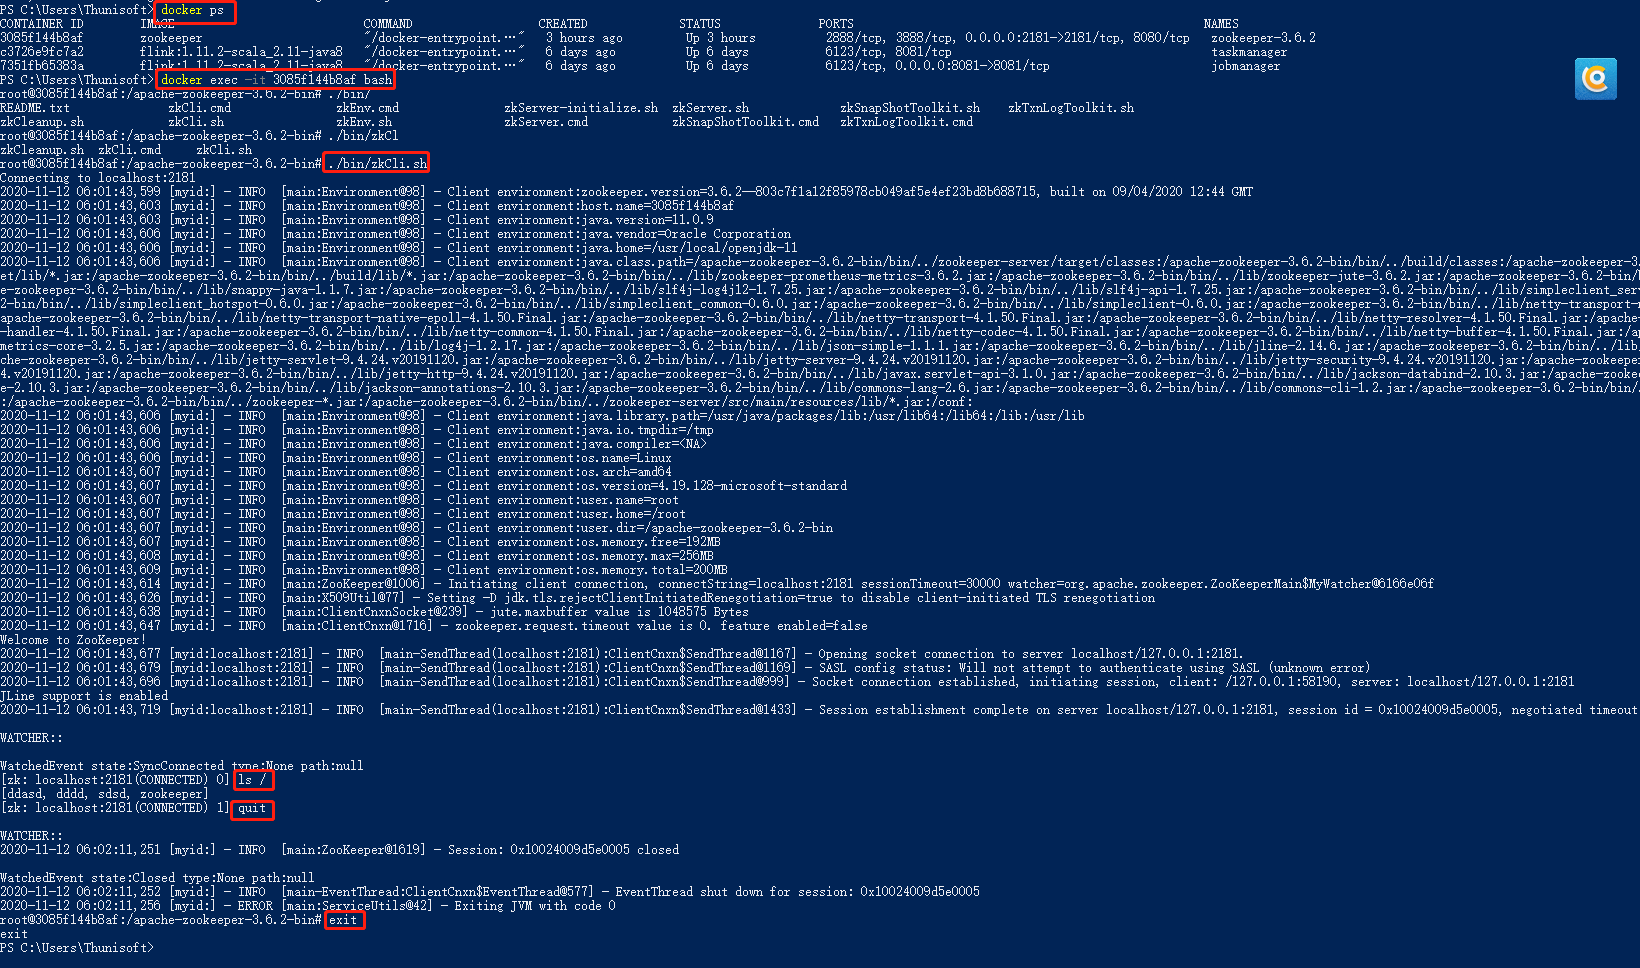 PS C:\Users\Thunisoft> docker ps
CONTAINER ID IMAGE COMMAND CREATED STATUS PORTS NAMES
3085f144b8af zookeeper "/docker-entrypoint.…" 3 hours ago Up 3 hours 2888/tcp, 3888/tcp, 0.0.0.0:2181->2181/tcp, 8080/tcp zookeeper-3.6.2
c3726e9fc7a2 flink:1.11.2-scala_2.11-java8 "/docker-entrypoint.…" 6 days ago Up 6 days 6123/tcp, 8081/tcp taskmanager
7351fb65383a flink:1.11.2-scala_2.11-java8 "/docker-entrypoint.…" 6 days ago Up 6 days 6123/tcp, 0.0.0.0:8081->8081/tcp jobmanager
PS C:\Users\Thunisoft> docker exec -it 3085f144b8af bash
root@3085f144b8af:/apache-zookeeper-3.6.2-bin# ./bin/
README.txt zkCli.cmd zkEnv.cmd zkServer-initialize.sh zkServer.sh zkSnapShotToolkit.sh zkTxnLogToolkit.sh
zkCleanup.sh zkCli.sh zkEnv.sh zkServer.cmd zkSnapShotToolkit.cmd zkTxnLogToolkit.cmd
root@3085f144b8af:/apache-zookeeper-3.6.2-bin# ./bin/zkCl
zkCleanup.sh zkCli.cmd zkCli.sh
root@3085f144b8af:/apache-zookeeper-3.6.2-bin# ./bin/zkCli.sh
Connecting to localhost:2181
2020-11-12 06:01:43,599 [myid:] - INFO [main:Environment@98] - Client environment:zookeeper.version=3.6.2--803c7f1a12f85978cb049af5e4ef23bd8b688715, built on 09/04/2020 12:44 GMT
2020-11-12 06:01:43,603 [myid:] - INFO [main:Environment@98] - Client environment:host.name=3085f144b8af
2020-11-12 06:01:43,603 [myid:] - INFO [main:Environment@98] - Client environment:java.version=11.0.9
2020-11-12 06:01:43,606 [myid:] - INFO [main:Environment@98] - Client environment:java.vendor=Oracle Corporation
2020-11-12 06:01:43,606 [myid:] - INFO [main:Environment@98] - Client environment:java.home=/usr/local/openjdk-11
2020-11-12 06:01:43,606 [myid:] - INFO [main:Environment@98] - Client environment:java.class.path=/apache-zookeeper-3.6.2-bin/bin/../zookeeper-server/target/classes:/apache-zookeeper-3.6.2-bin/bin/../build/classes:/apache-zookeeper-3.
et/lib/*.jar:/apache-zookeeper-3.6.2-bin/bin/../build/lib/*.jar:/apache-zookeeper-3.6.2-bin/bin/../lib/zookeeper-prometheus-metrics-3.6.2.jar:/apache-zookeeper-3.6.2-bin/bin/../lib/zookeeper-jute-3.6.2.jar:/apache-zookeeper-3.6.2-bin/b
e-zookeeper-3.6.2-bin/bin/../lib/snappy-java-1.1.7.jar:/apache-zookeeper-3.6.2-bin/bin/../lib/slf4j-log4j12-1.7.25.jar:/apache-zookeeper-3.6.2-bin/bin/../lib/slf4j-api-1.7.25.jar:/apache-zookeeper-3.6.2-bin/bin/../lib/simpleclient_ser
2-bin/bin/../lib/simpleclient_hotspot-0.6.0.jar:/apache-zookeeper-3.6.2-bin/bin/../lib/simpleclient_common-0.6.0.jar:/apache-zookeeper-3.6.2-bin/bin/../lib/simpleclient-0.6.0.jar:/apache-zookeeper-3.6.2-bin/bin/../lib/netty-transport-
apache-zookeeper-3.6.2-bin/bin/../lib/netty-transport-native-epoll-4.1.50.Final.jar:/apache-zookeeper-3.6.2-bin/bin/../lib/netty-transport-4.1.50.Final.jar:/apache-zookeeper-3.6.2-bin/bin/../lib/netty-resolver-4.1.50.Final.jar:/apache
-handler-4.1.50.Final.jar:/apache-zookeeper-3.6.2-bin/bin/../lib/netty-common-4.1.50.Final.jar:/apache-zookeeper-3.6.2-bin/bin/../lib/netty-codec-4.1.50.Final.jar:/apache-zookeeper-3.6.2-bin/bin/../lib/netty-buffer-4.1.50.Final.jar:/a
metrics-core-3.2.5.jar:/apache-zookeeper-3.6.2-bin/bin/../lib/log4j-1.2.17.jar:/apache-zookeeper-3.6.2-bin/bin/../lib/json-simple-1.1.1.jar:/apache-zookeeper-3.6.2-bin/bin/../lib/jline-2.14.6.jar:/apache-zookeeper-3.6.2-bin/bin/../lib
che-zookeeper-3.6.2-bin/bin/../lib/jetty-servlet-9.4.24.v20191120.jar:/apache-zookeeper-3.6.2-bin/bin/../lib/jetty-server-9.4.24.v20191120.jar:/apache-zookeeper-3.6.2-bin/bin/../lib/jetty-security-9.4.24.v20191120.jar:/apache-zookeepe
4.v20191120.jar:/apache-zookeeper-3.6.2-bin/bin/../lib/jetty-http-9.4.24.v20191120.jar:/apache-zookeeper-3.6.2-bin/bin/../lib/javax.servlet-api-3.1.0.jar:/apache-zookeeper-3.6.2-bin/bin/../lib/jackson-databind-2.10.3.jar:/apache-zooke
e-2.10.3.jar:/apache-zookeeper-3.6.2-bin/bin/../lib/jackson-annotations-2.10.3.jar:/apache-zookeeper-3.6.2-bin/bin/../lib/commons-lang-2.6.jar:/apache-zookeeper-3.6.2-bin/bin/../lib/commons-cli-1.2.jar:/apache-zookeeper-3.6.2-bin/bin/
:/apache-zookeeper-3.6.2-bin/bin/../zookeeper-*.jar:/apache-zookeeper-3.6.2-bin/bin/../zookeeper-server/src/main/resources/lib/*.jar:/conf:
2020-11-12 06:01:43,606 [myid:] - INFO [main:Environment@98] - Client environment:java.library.path=/usr/java/packages/lib:/usr/lib64:/lib64:/lib:/usr/lib
2020-11-12 06:01:43,606 [myid:] - INFO [main:Environment@98] - Client environment:java.io.tmpdir=/tmp
2020-11-12 06:01:43,606 [myid:] - INFO [main:Environment@98] - Client environment:java.compiler=<NA>
2020-11-12 06:01:43,606 [myid:] - INFO [main:Environment@98] - Client environment:os.name=Linux
2020-11-12 06:01:43,607 [myid:] - INFO [main:Environment@98] - Client environment:os.arch=amd64
2020-11-12 06:01:43,607 [myid:] - INFO [main:Environment@98] - Client environment:os.version=4.19.128-microsoft-standard
2020-11-12 06:01:43,607 [myid:] - INFO [main:Environment@98] - Client environment:user.name=root
2020-11-12 06:01:43,607 [myid:] - INFO [main:Environment@98] - Client environment:user.home=/root
2020-11-12 06:01:43,607 [myid:] - INFO [main:Environment@98] - Client environment:user.dir=/apache-zookeeper-3.6.2-bin
2020-11-12 06:01:43,607 [myid:] - INFO [main:Environment@98] - Client environment:os.memory.free=192MB
2020-11-12 06:01:43,608 [myid:] - INFO [main:Environment@98] - Client environment:os.memory.max=256MB
2020-11-12 06:01:43,609 [myid:] - INFO [main:Environment@98] - Client environment:os.memory.total=200MB
2020-11-12 06:01:43,614 [myid:] - INFO [main:ZooKeeper@1006] - Initiating client connection, connectString=localhost:2181 sessionTimeout=30000 watcher=org.apache.zookeeper.ZooKeeperMain$MyWatcher@6166e06f
2020-11-12 06:01:43,626 [myid:] - INFO [main:X509Util@77] - Setting -D jdk.tls.rejectClientInitiatedRenegotiation=true to disable client-initiated TLS renegotiation
2020-11-12 06:01:43,638 [myid:] - INFO [main:ClientCnxnSocket@239] - jute.maxbuffer value is 1048575 Bytes
2020-11-12 06:01:43,647 [myid:] - INFO [main:ClientCnxn@1716] - zookeeper.request.timeout value is 0. feature enabled=false
Welcome to ZooKeeper!
2020-11-12 06:01:43,677 [myid:localhost:2181] - INFO [main-SendThread(localhost:2181):ClientCnxn$SendThread@1167] - Opening socket connection to server localhost/127.0.0.1:2181.
2020-11-12 06:01:43,679 [myid:localhost:2181] - INFO [main-SendThread(localhost:2181):ClientCnxn$SendThread@1169] - SASL config status: Will not attempt to authenticate using SASL (unknown error)
2020-11-12 06:01:43,696 [myid:localhost:2181] - INFO [main-SendThread(localhost:2181):ClientCnxn$SendThread@999] - Socket connection established, initiating session, client: /127.0.0.1:58190, server: localhost/127.0.0.1:2181
JLine support is enabled
2020-11-12 06:01:43,719 [myid:localhost:2181] - INFO [main-SendThread(localhost:2181):ClientCnxn$SendThread@1433] - Session establishment complete on server localhost/127.0.0.1:2181, session id = 0x10024009d5e0005, negotiated timeout
WATCHER::
WatchedEvent state:SyncConnected type:None path:null
[zk: localhost:2181(CONNECTED) 0] ls /
[ddasd, dddd, sdsd, zookeeper]
[zk: localhost:2181(CONNECTED) 1] quit
WATCHER::
2020-11-12 06:02:11,251 [myid:] - INFO [main:ZooKeeper@1619] - Session: 0x10024009d5e0005 closed
WatchedEvent state:Closed type:None path:null
2020-11-12 06:02:11,252 [myid:] - INFO [main-EventThread:ClientCnxn$EventThread@577] - EventThread shut down for session: 0x10024009d5e0005
2020-11-12 06:02:11,256 [myid:] - ERROR [main:ServiceUtils@42] - Exiting JVM with code 0
root@3085f144b8af:/apache-zookeeper-3.6.2-bin# exit
exit
PS C:\Users\Thunisoft>